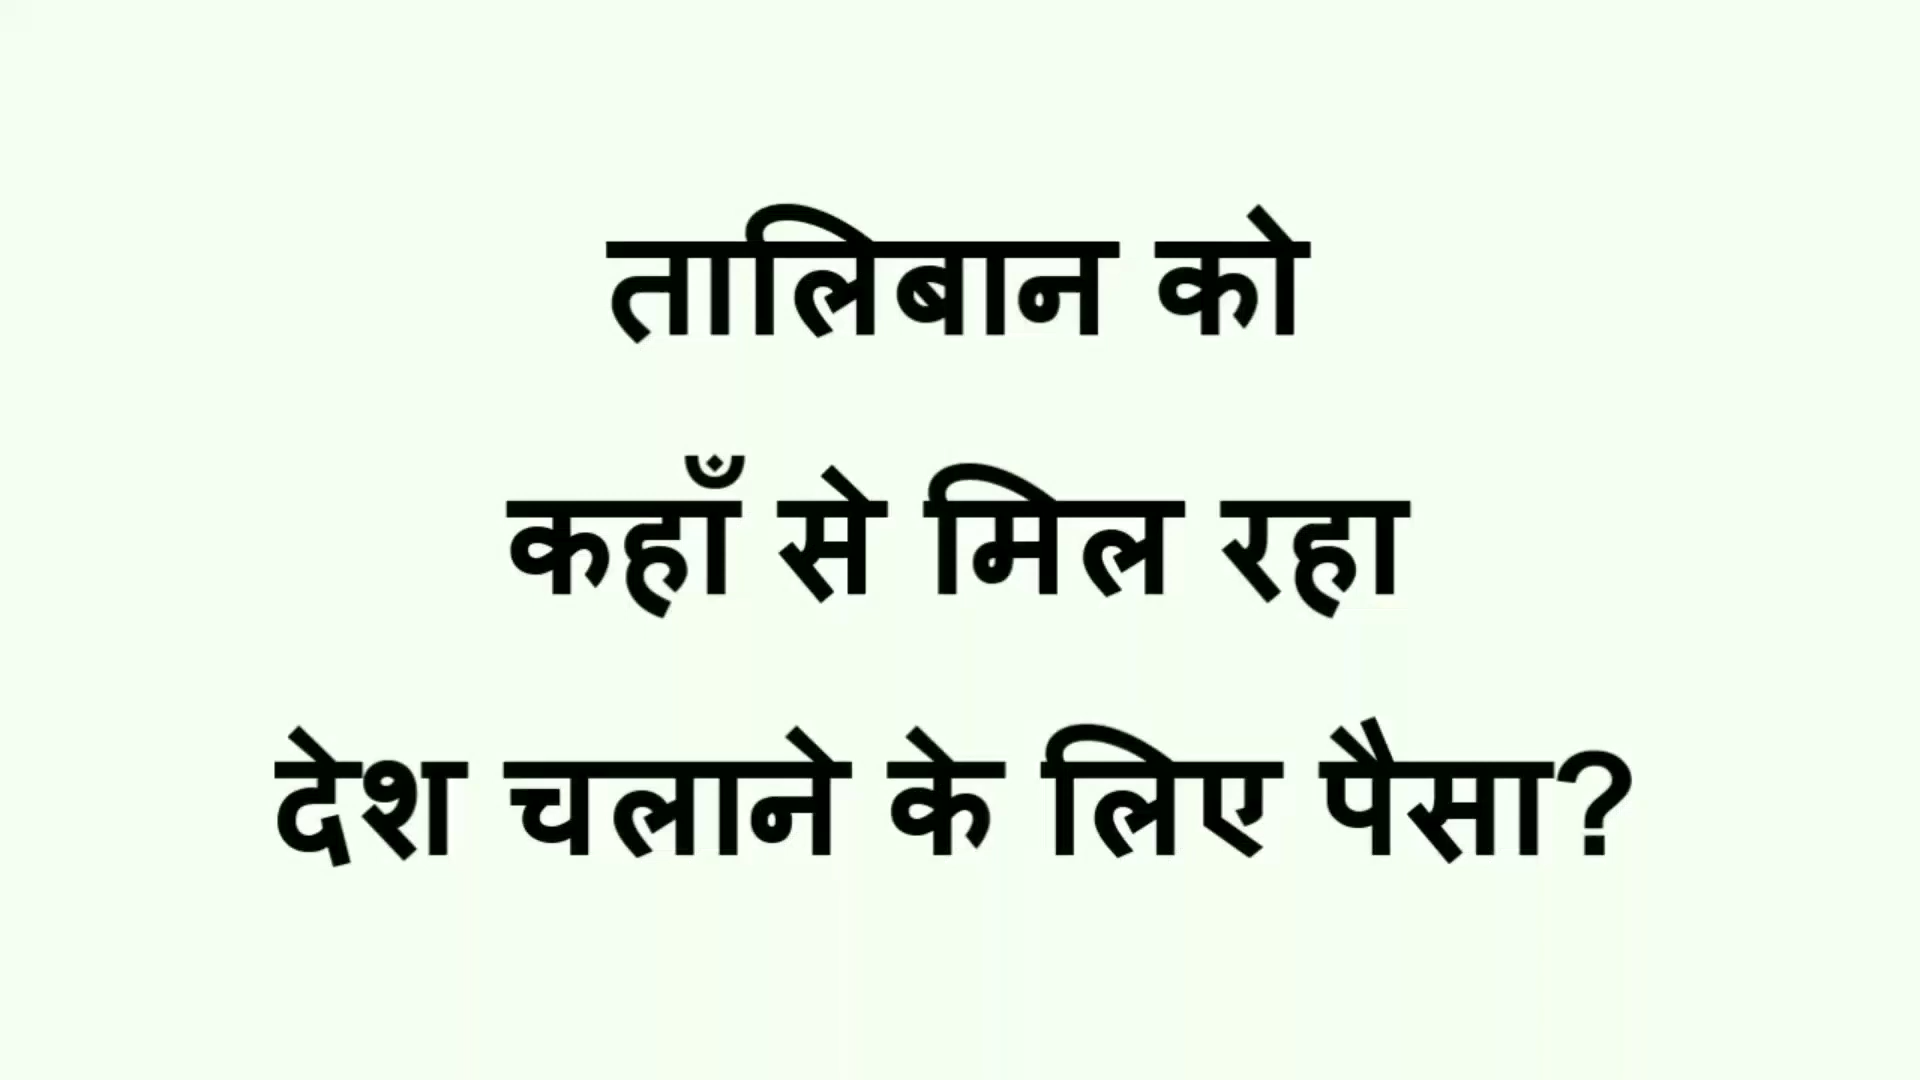 तालिबान को
कहाँ से मिल रहा
देश चलाने के लिए पैसा?